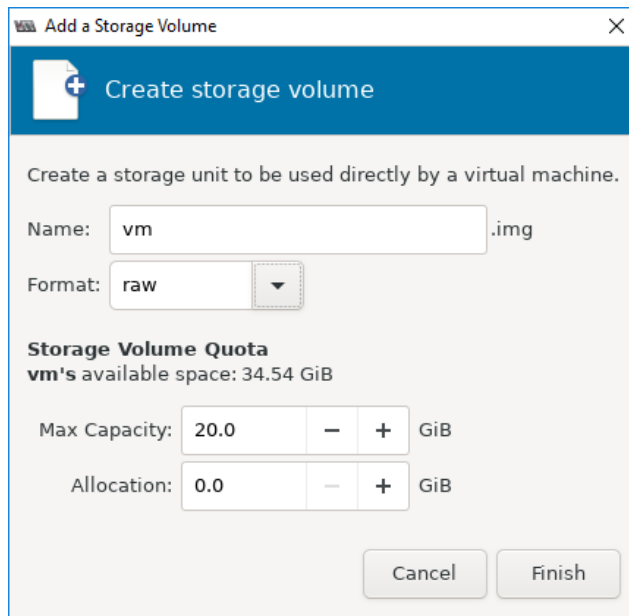 Add a Storage Volume
Create storage volume
Create a storage unit to be used directly by a virtual machine.
Name: vm .img
Format: raw
Storage Volume Quota
vm's available space: 34.54 GiB
Max Capacity: 20.0 − + GiB
Allocation: 0.0 − + GiB
Cancel Finish